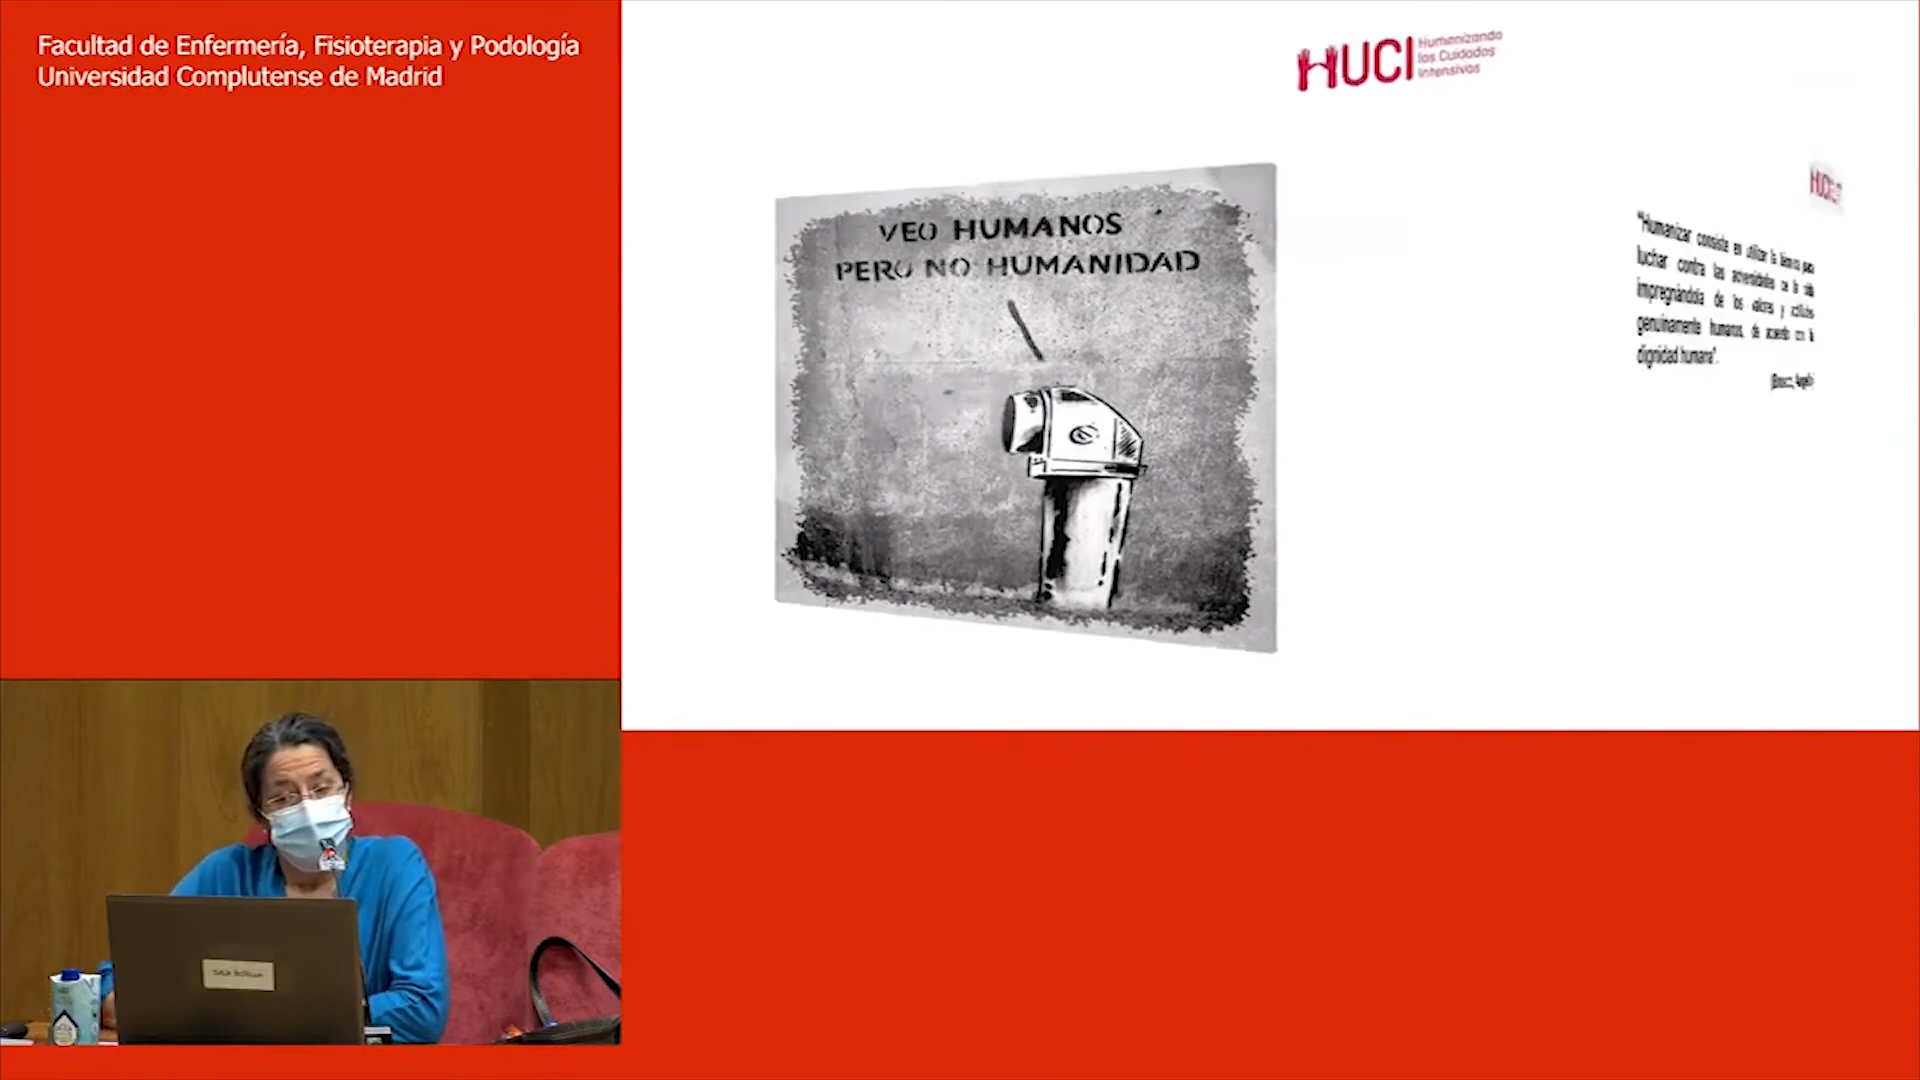 Facultad de Enfermería, Fisioterapia y Podología
Universidad Complutense de Madrid
HUCI
Humanizando
los Cuidados
Intensivos
VEO HUMANOS
PERO NO HUMANIDAD
HUCI
"Humanizar consiste en utilizar la técnica para
luchar contra las adversidades de la vida
impregnándola de los valores y actitudes
genuinamente humanos, de acuerdo con la
dignidad humana".